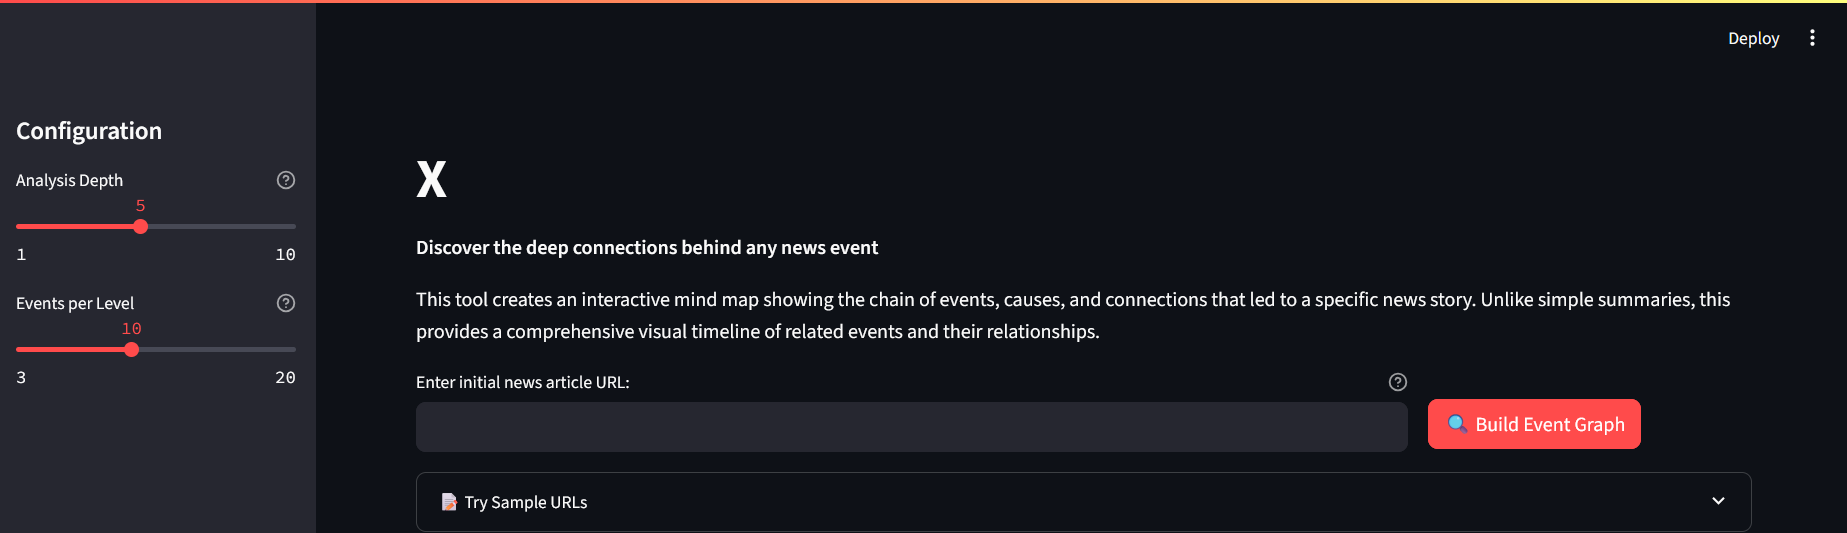 Deploy
Configuration
Analysis Depth
5
1 10
Events per Level
10
3 20
X
Discover the deep connections behind any news event
This tool creates an interactive mind map showing the chain of events, causes, and connections that led to a specific news story. Unlike simple summaries, this
provides a comprehensive visual timeline of related events and their relationships.
Enter initial news article URL:
Build Event Graph
Try Sample URLs